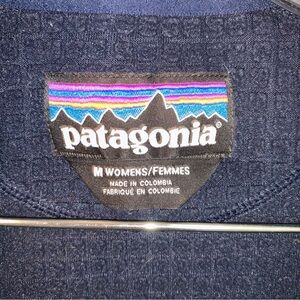 patagonia®
M WOMENS/FEMMES
MADE IN COLOMBIA
FABRIQUÉ EN COLOMBIE